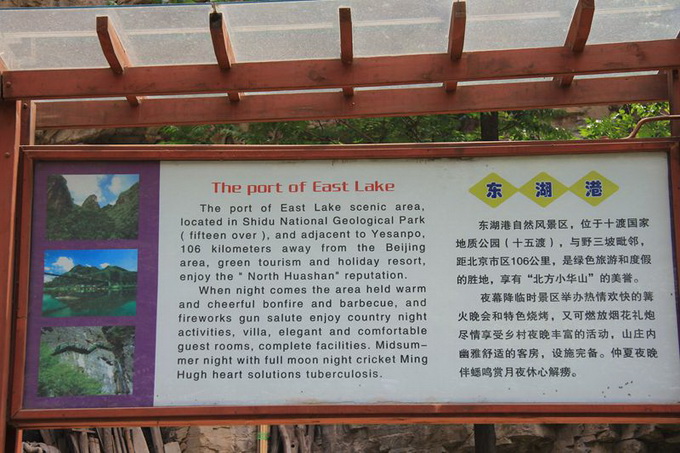 The port of East Lake
The port of East Lake scenic area,
located in Shidu National Geological Park
( fifteen over ), and adjacent to Yesanpo,
106 kilometers away from the Beijing
area, green tourism and holiday resort,
enjoy the " North Huashan" reputation.
When night comes the area held warm
and cheerful bonfire and barbecue, and
fireworks gun salute enjoy country night
activities, villa, elegant and comfortable
guest rooms, complete facilities. Midsum-
mer night with full moon night cricket Ming
Hugh heart solutions tuberculosis.
东湖港
东湖港自然风景区，位于十渡国家
地质公园（十五渡），与野三坡毗邻，
距北京市区106公里，是绿色旅游和度假
的胜地，享有“北方小华山”的美誉。
夜幕降临时景区举办热情欢快的篝
火晚会和特色烧烤，又可燃放烟花礼炮
尽情享受乡村夜晚丰富的活动，山庄内
幽雅舒适的客房，设施完备。仲夏夜晚
伴蟋鸣赏月夜休心解痨。